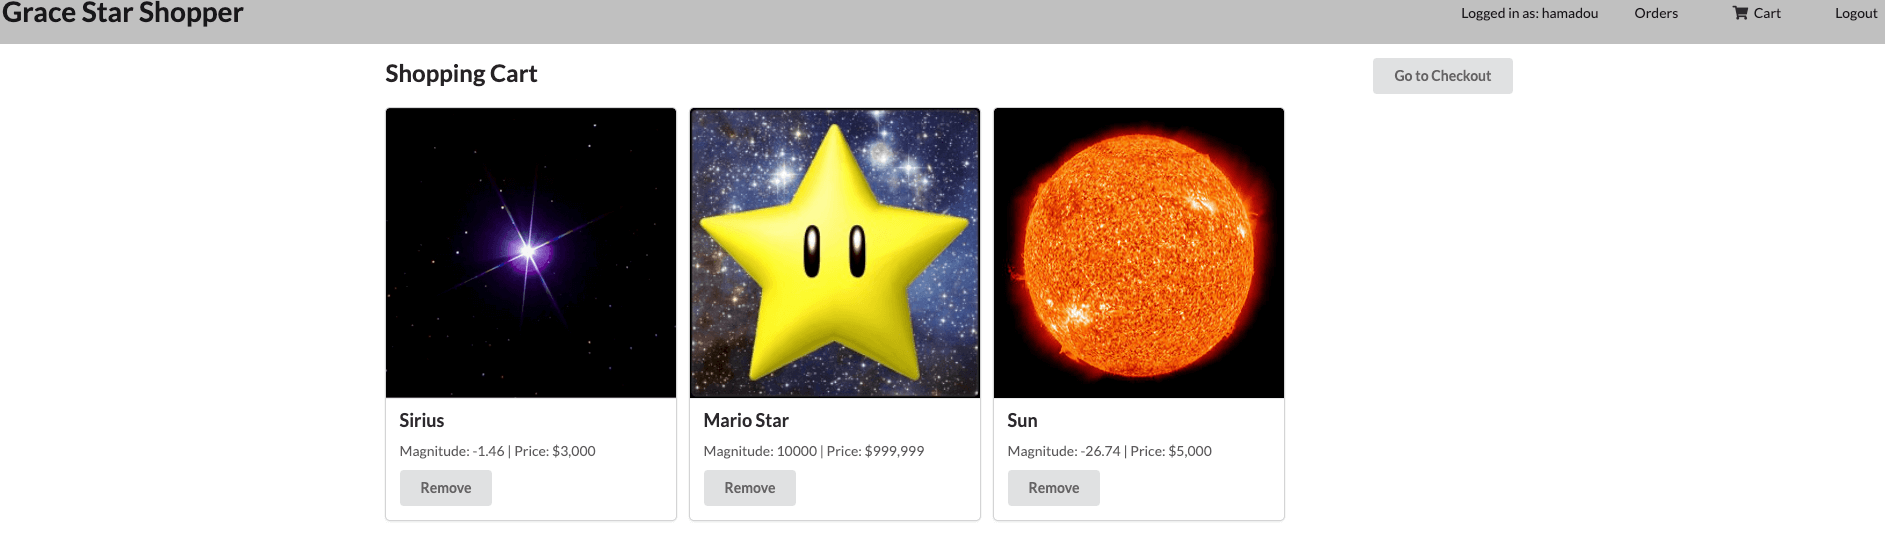 Grace Star Shopper
Logged in as: hamadou Orders Cart Logout
Shopping Cart
Go to Checkout
Sirius
Magnitude: -1.46 | Price: $3,000
Remove
Mario Star
Magnitude: 10000 | Price: $999,999
Remove
Sun
Magnitude: -26.74 | Price: $5,000
Remove